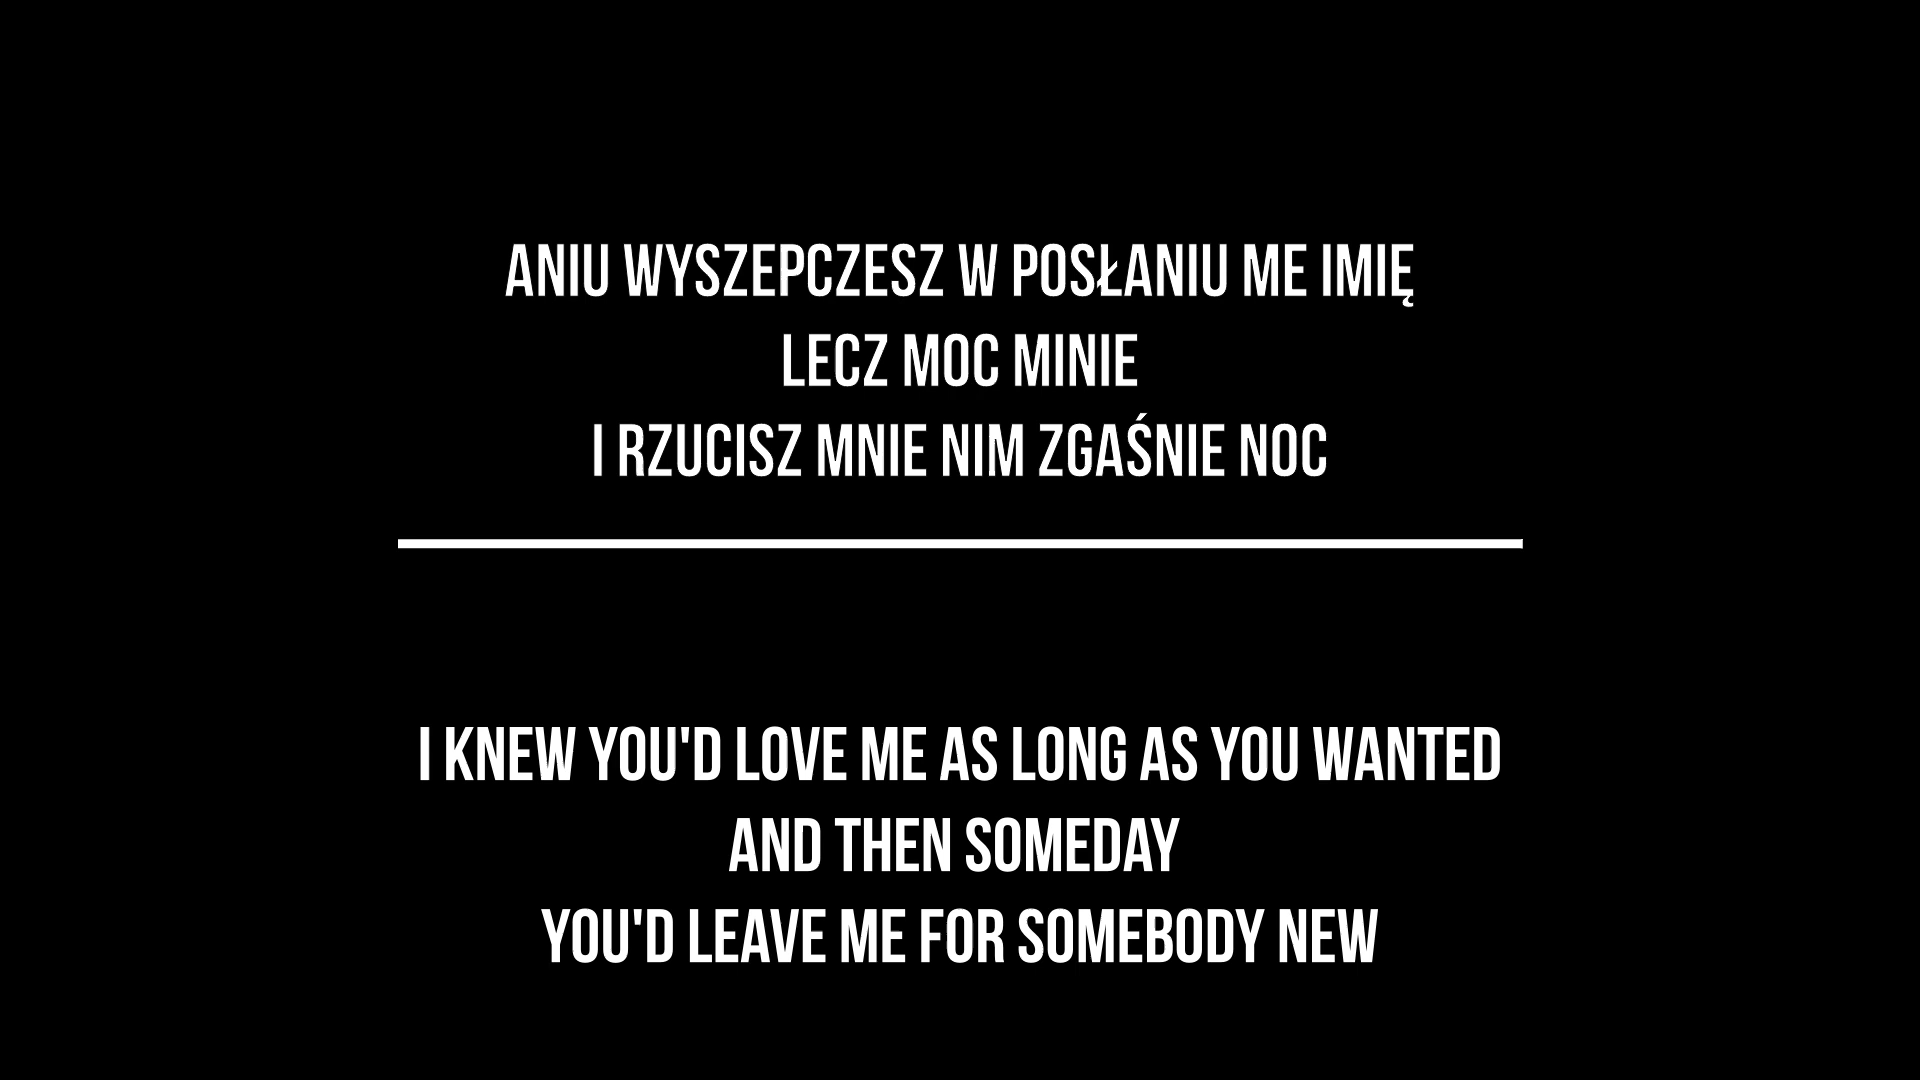 ANIU WYSZEPCZESZ W POSŁANIU ME IMIĘ
LECZ MOC MINIE
I RZUCISZ MNIE NIM ZGAŚNIE NOC
I KNEW YOU'D LOVE ME AS LONG AS YOU WANTED
AND THEN SOMEDAY
YOU'D LEAVE ME FOR SOMEBODY NEW